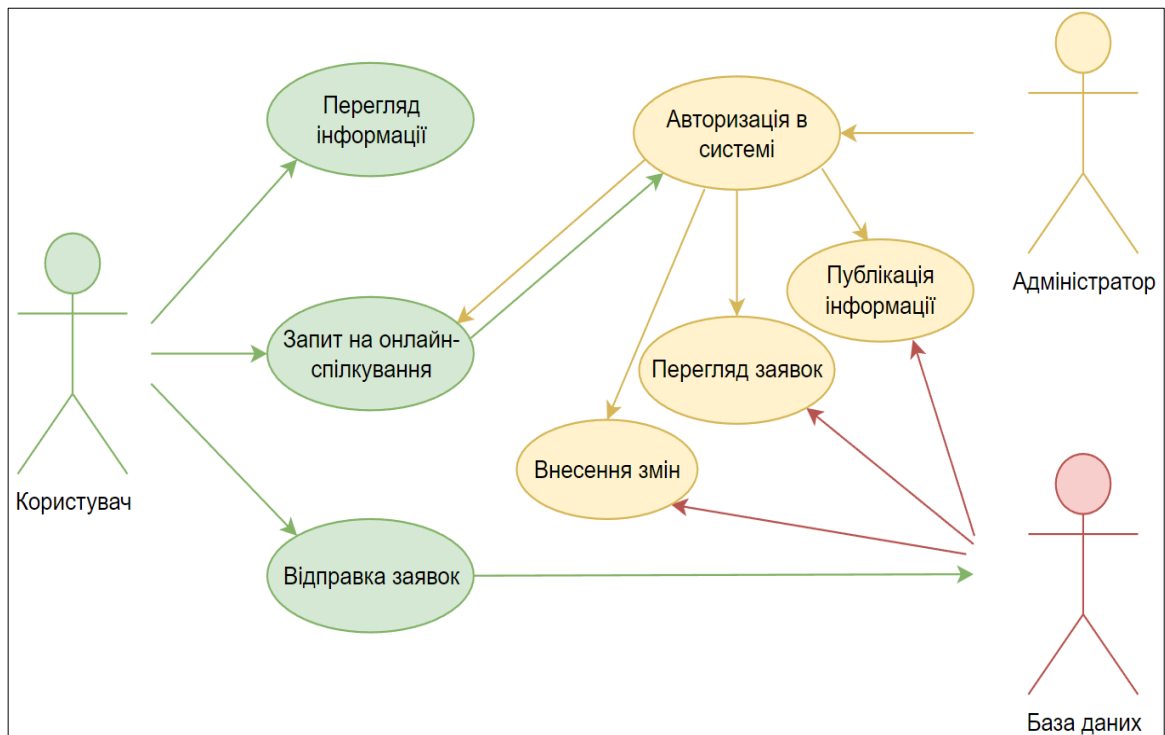 Перегляд
інформації
Авторизація в
системі
Адміністратор
Публікація
інформації
Запит на онлайн-
спілкування
Перегляд заявок
Внесення змін
Користувач
Відправка заявок
База даних